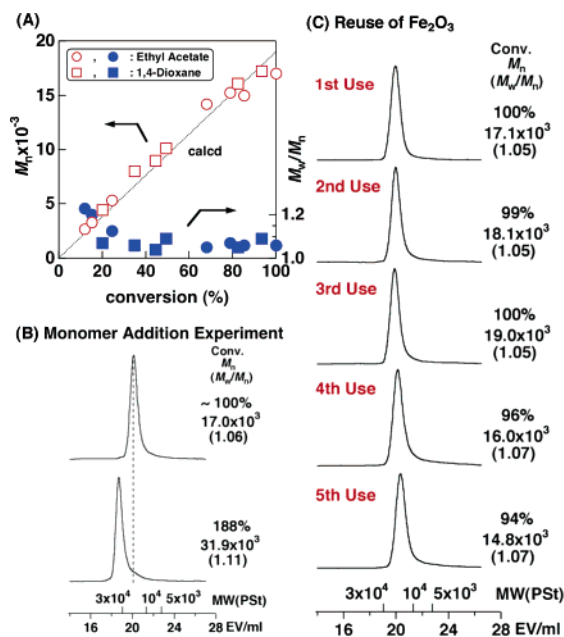 (A)
20
15
10
5
0
Mn x10-3
: Ethyl Acetate
: 1,4-Dioxane
calcd
Mw/Mn
1.2
1.0
0 20 40 60 80 100
conversion (%)
(B) Monomer Addition Experiment
Conv.
Mn
(Mw/Mn)
~ 100%
17.0x10³
(1.06)
188%
31.9x10³
(1.11)
3x10⁴ 10⁴ 5x10³ MW(PSt)
16 20 24 28 EV/ml
(C) Reuse of Fe₂O₃
Conv.
Mn
(Mw/Mn)
1st Use
100%
17.1x10³
(1.05)
2nd Use
99%
18.1x10³
(1.05)
3rd Use
100%
19.0x10³
(1.05)
4th Use
96%
16.0x10³
(1.07)
5th Use
94%
14.8x10³
(1.07)
3x10⁴ 10⁴ 5x10³ MW(PSt)
16 20 24 28
EV/ml